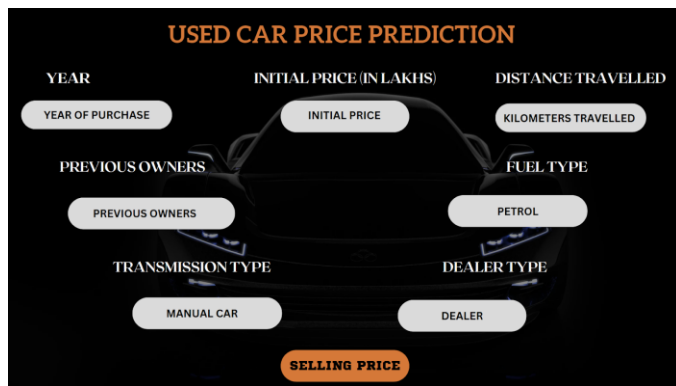 USED CAR PRICE PREDICTION
YEAR
INITIAL PRICE (IN LAKHS)
DISTANCE TRAVELLED
YEAR OF PURCHASE
INITIAL PRICE
KILOMETERS TRAVELLED
PREVIOUS OWNERS
FUEL TYPE
PREVIOUS OWNERS
PETROL
TRANSMISSION TYPE
DEALER TYPE
MANUAL CAR
DEALER
SELLING PRICE